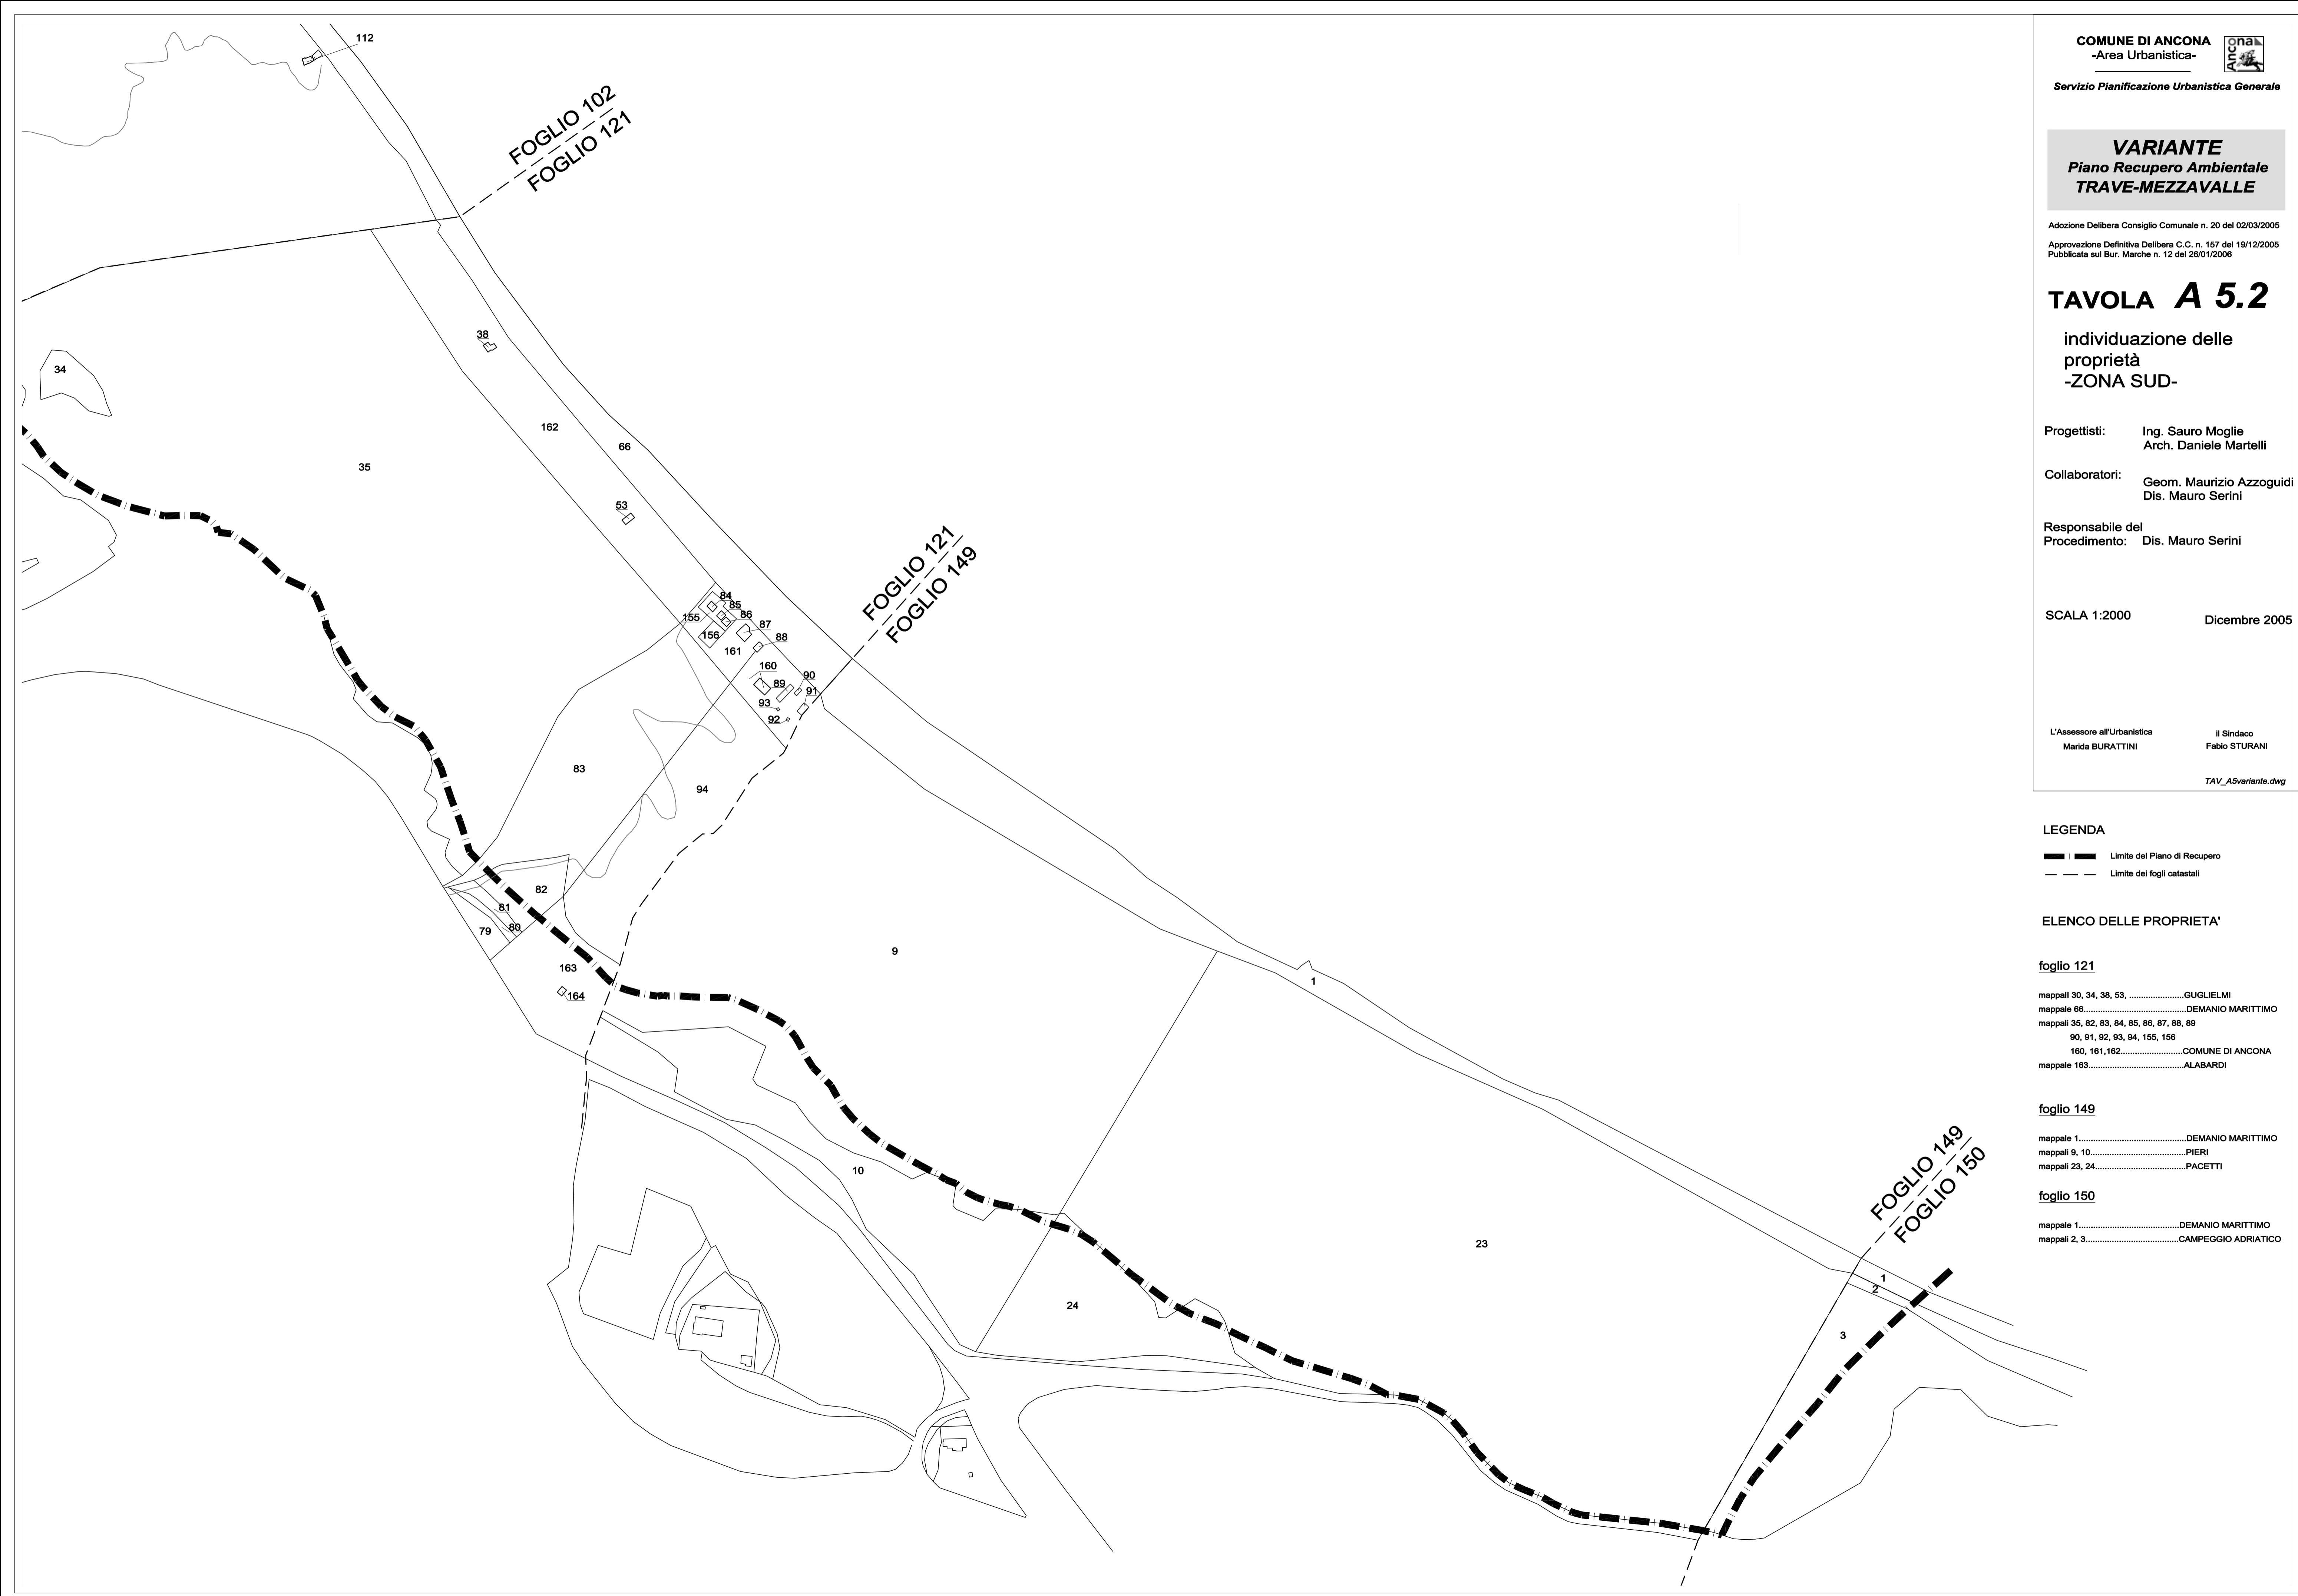 112
FOGLIO 102
FOGLIO 121
38
34
162
66
35
53
FOGLIO 121
FOGLIO 149
84
85
86
155
87
156
88
161
160
90
89
91
93
92
83
94
82
81
80
79
163
164
9
1
10
23
24
FOGLIO 149
FOGLIO 150
1
2
3
COMUNE DI ANCONA
-Area Urbanistica-
Ancona
Servizio Pianificazione Urbanistica Generale
VARIANTE
Piano Recupero Ambientale
TRAVE-MEZZAVALLE
Adozione Delibera Consiglio Comunale n. 20 del 02/03/2005
Approvazione Definitiva Delibera C.C. n. 157 del 19/12/2005
Pubblicata sul Bur. Marche n. 12 del 26/01/2006
TAVOLA A 5.2
individuazione delle
proprietà
-ZONA SUD-
Progettisti: Ing. Sauro Moglie
Arch. Daniele Martelli
Collaboratori: Geom. Maurizio Azzoguidi
Dis. Mauro Serini
Responsabile del
Procedimento: Dis. Mauro Serini
SCALA 1:2000 Dicembre 2005
L'Assessore all'Urbanistica il Sindaco
Marida BURATTINI Fabio STURANI
TAV_A5variante.dwg
LEGENDA
Limite del Piano di Recupero
Limite dei fogli catastali
ELENCO DELLE PROPRIETA'
foglio 121
mappali 30, 34, 38, 53, .......................GUGLIELMI
mappale 66...........................................DEMANIO MARITTIMO
mappali 35, 82, 83, 84, 85, 86, 87, 88, 89
90, 91, 92, 93, 94, 155, 156
160, 161,162..........................COMUNE DI ANCONA
mappale 163........................................ALABARDI
foglio 149
mappale 1.............................................DEMANIO MARITTIMO
mappali 9, 10........................................PIERI
mappali 23, 24......................................PACETTI
foglio 150
mappale 1..........................................DEMANIO MARITTIMO
mappali 2, 3.......................................CAMPEGGIO ADRIATICO